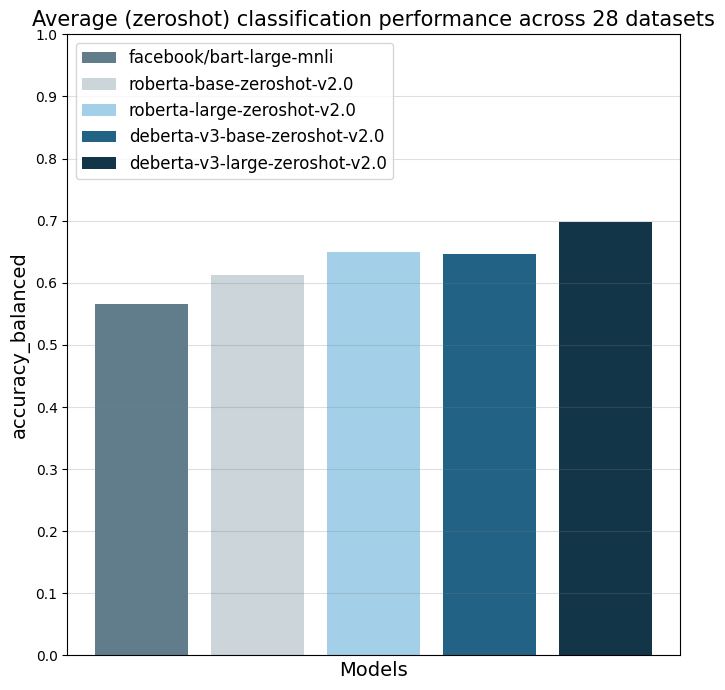 Average (zeroshot) classification performance across 28 datasets
1.0
0.9
0.8
0.7
0.6
0.5
0.4
0.3
0.2
0.1
0.0
accuracy_balanced
facebook/bart-large-mnli
roberta-base-zeroshot-v2.0
roberta-large-zeroshot-v2.0
deberta-v3-base-zeroshot-v2.0
deberta-v3-large-zeroshot-v2.0
Models